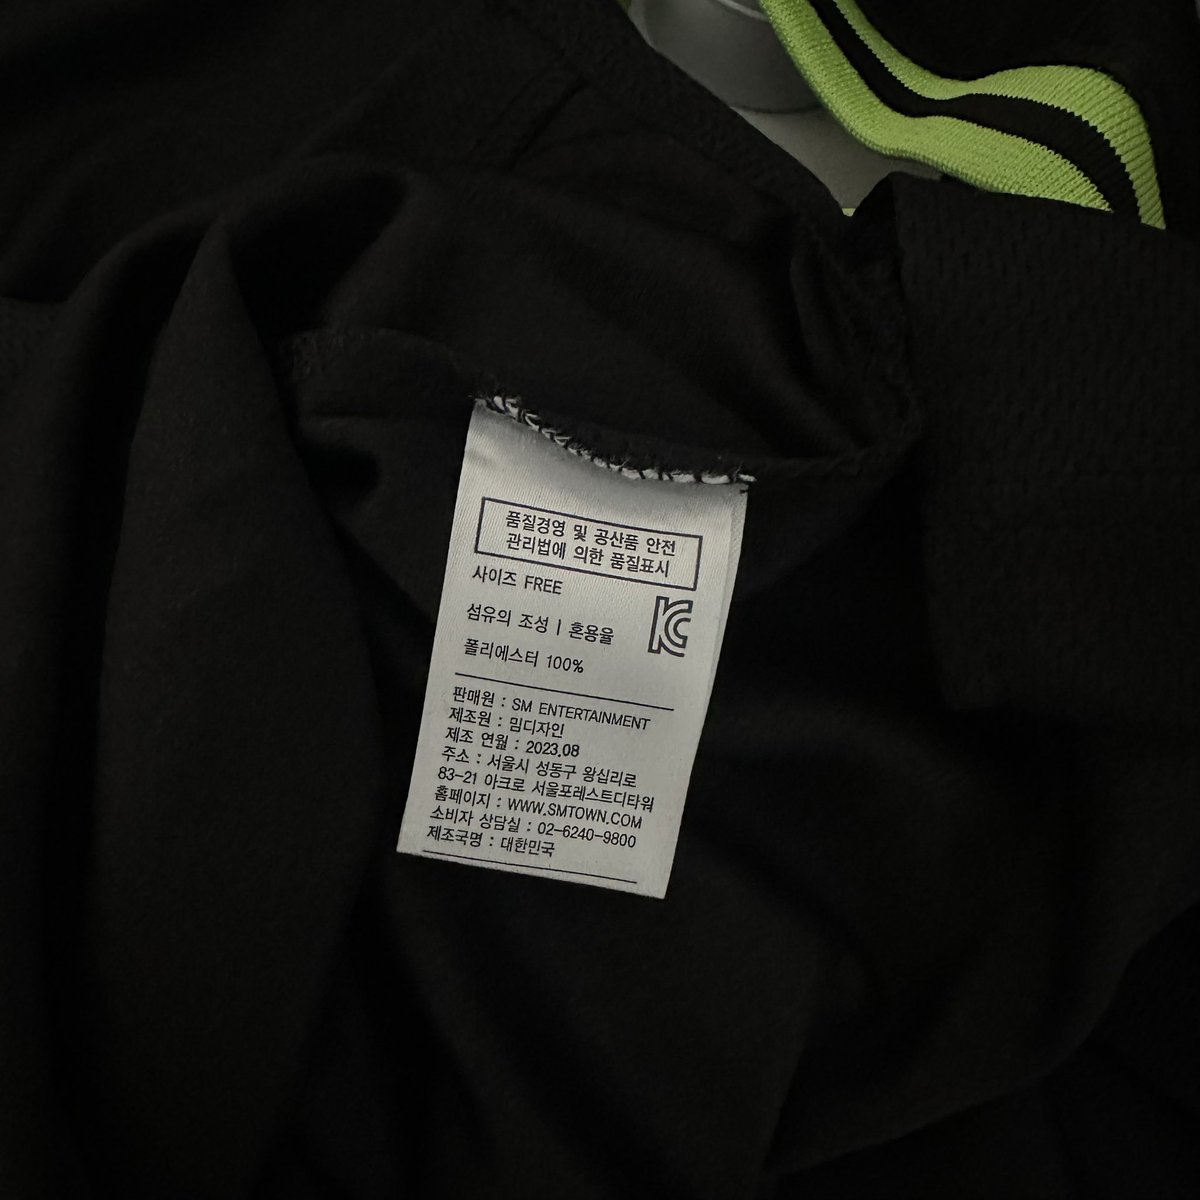 품질경영 및 공산품 안전
관리법에 의한 품질표시
사이즈 FREE
섬유의 조성 | 혼용율
폴리에스터 100%
판매원 : SM ENTERTAINMENT
제조원 : 밈디자인
제조 연월 : 2023.08
주소 : 서울시 성동구 왕십리로
83-21 아크로 서울포레스트디타워
홈페이지 : WWW.SMTOWN.COM
소비자 상담실 : 02-6240-9800
제조국명 : 대한민국